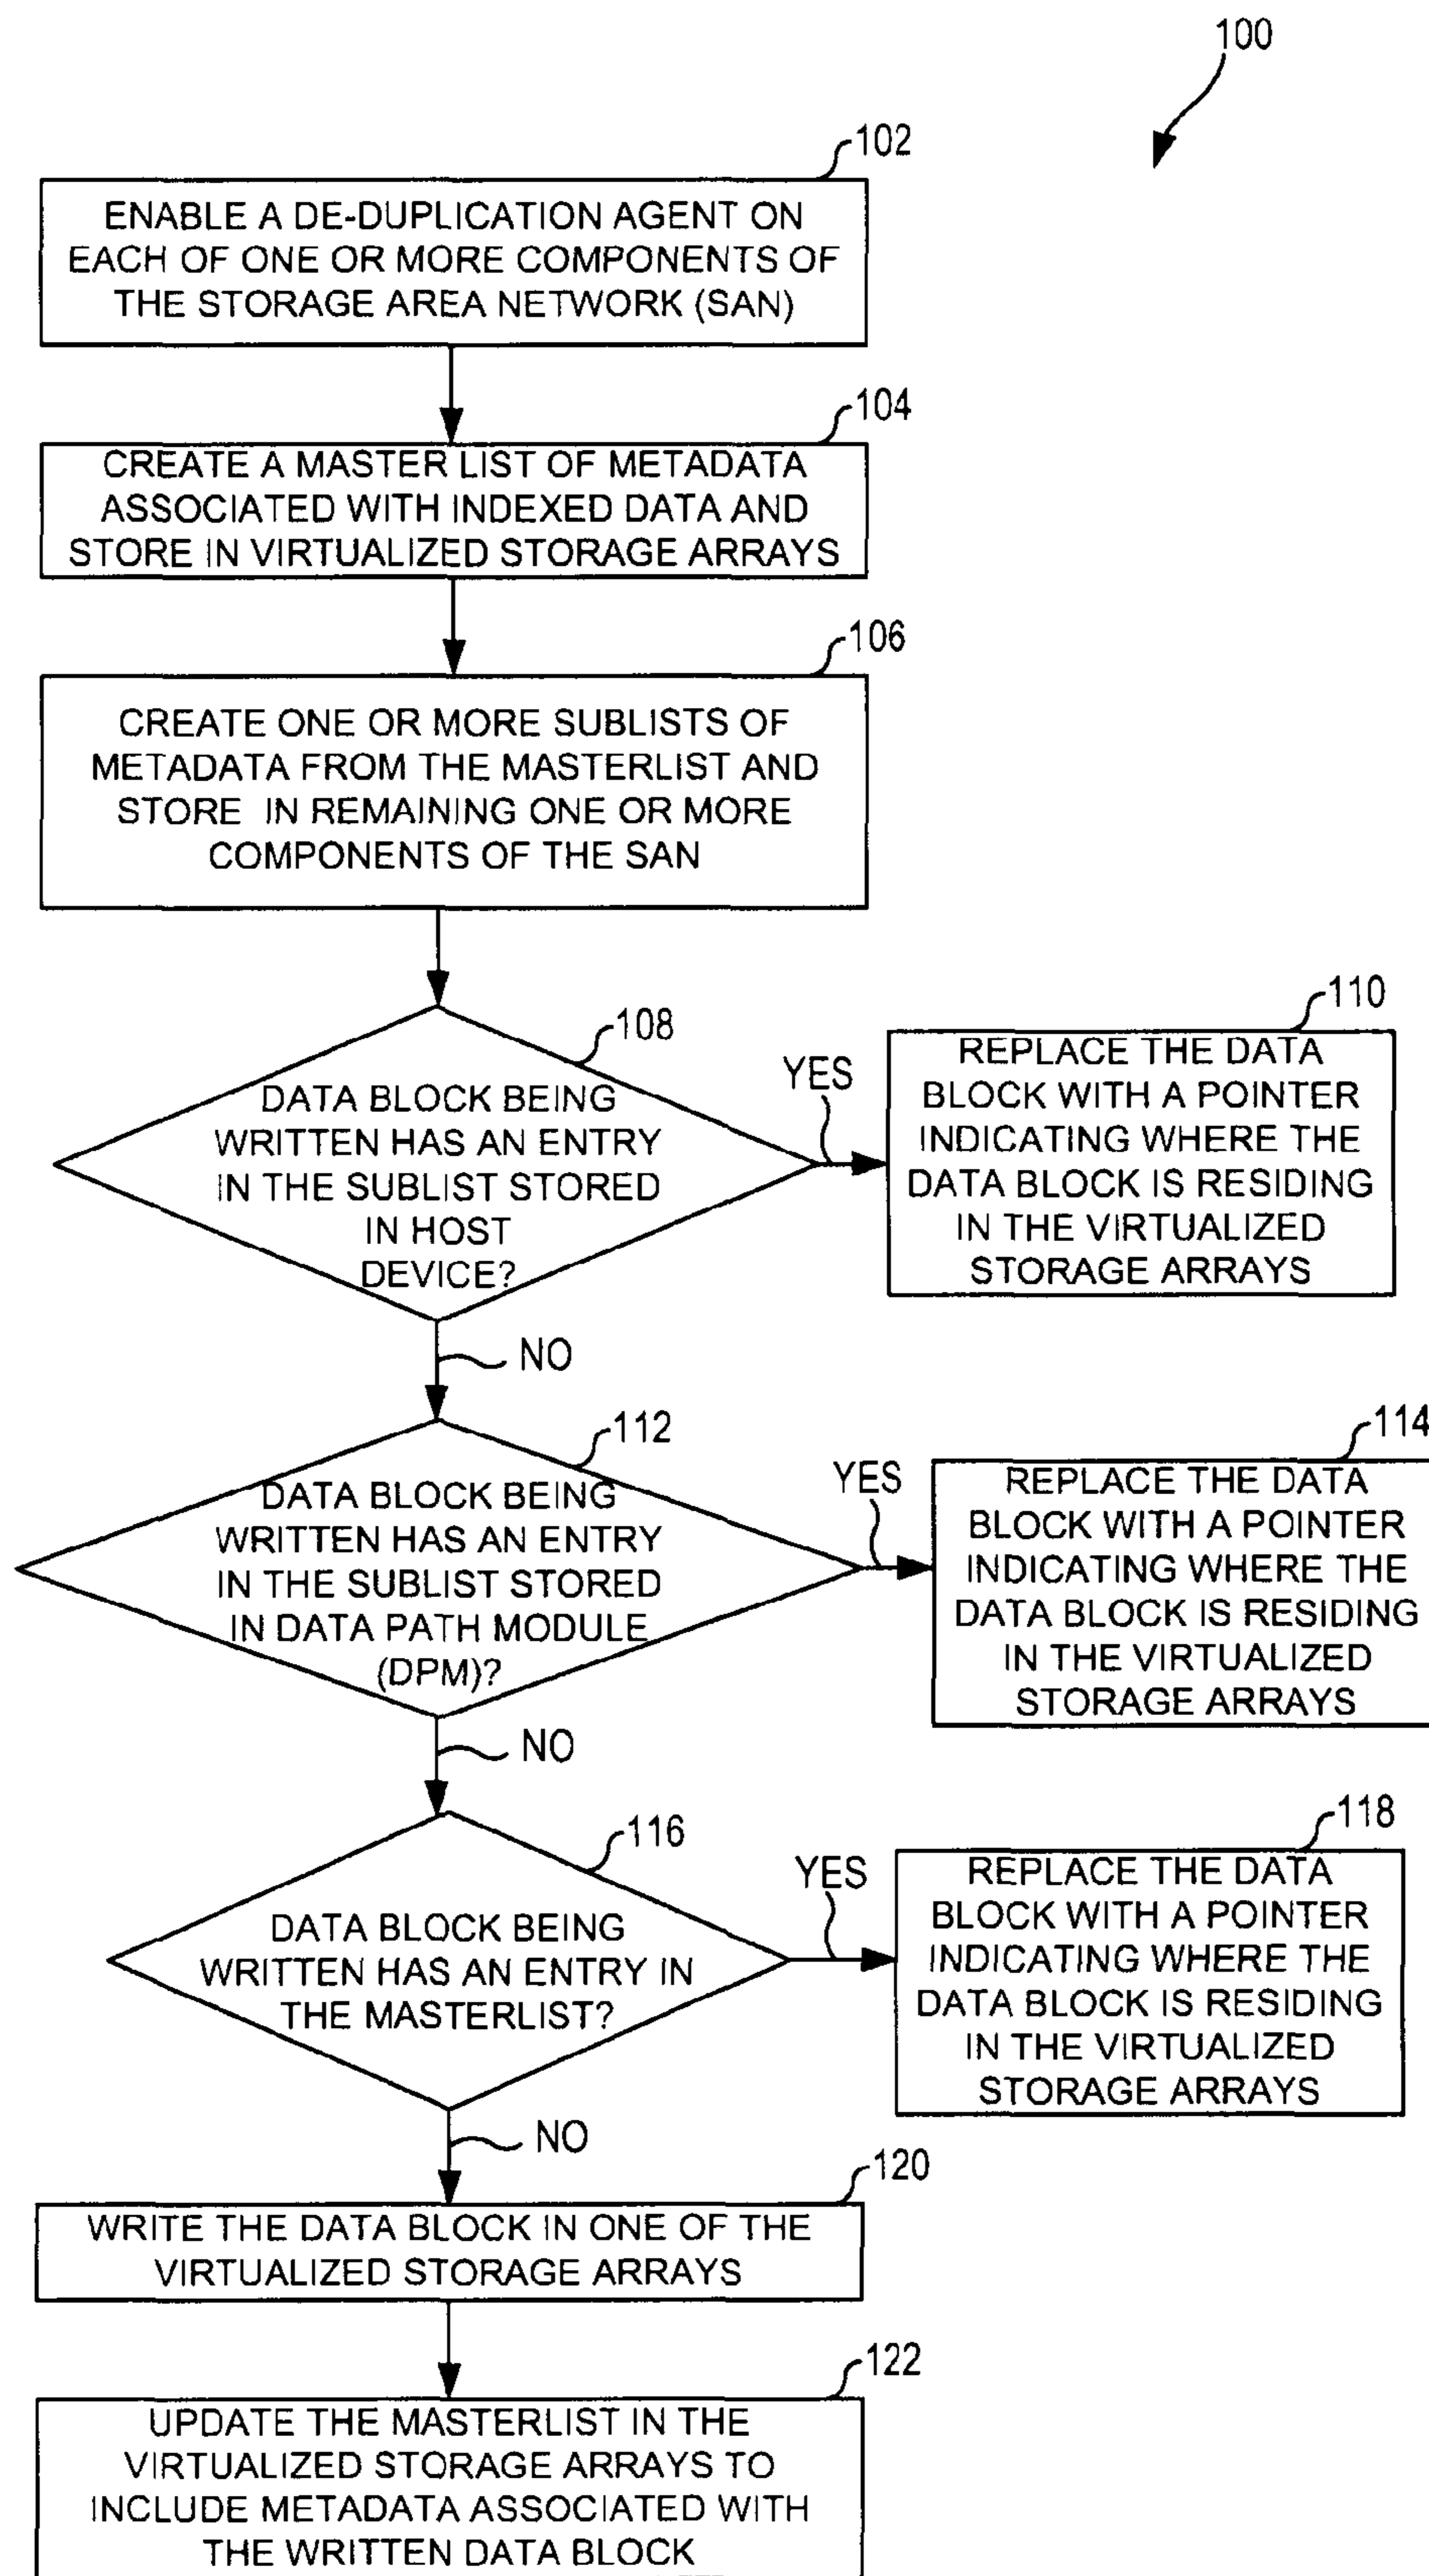 100
102
ENABLE A DE-DUPLICATION AGENT ON
EACH OF ONE OR MORE COMPONENTS OF
THE STORAGE AREA NETWORK (SAN)
104
CREATE A MASTER LIST OF METADATA
ASSOCIATED WITH INDEXED DATA AND
STORE IN VIRTUALIZED STORAGE ARRAYS
106
CREATE ONE OR MORE SUBLISTS OF
METADATA FROM THE MASTERLIST AND
STORE IN REMAINING ONE OR MORE
COMPONENTS OF THE SAN
108
DATA BLOCK BEING
WRITTEN HAS AN ENTRY
IN THE SUBLIST STORED
IN HOST
DEVICE?
YES
110
REPLACE THE DATA
BLOCK WITH A POINTER
INDICATING WHERE THE
DATA BLOCK IS RESIDING
IN THE VIRTUALIZED
STORAGE ARRAYS
NO
112
DATA BLOCK BEING
WRITTEN HAS AN ENTRY
IN THE SUBLIST STORED
IN DATA PATH MODULE
(DPM)?
YES
114
REPLACE THE DATA
BLOCK WITH A POINTER
INDICATING WHERE THE
DATA BLOCK IS RESIDING
IN THE VIRTUALIZED
STORAGE ARRAYS
NO
116
DATA BLOCK BEING
WRITTEN HAS AN ENTRY IN
THE MASTERLIST?
YES
118
REPLACE THE DATA
BLOCK WITH A POINTER
INDICATING WHERE THE
DATA BLOCK IS RESIDING
IN THE VIRTUALIZED
STORAGE ARRAYS
NO
120
WRITE THE DATA BLOCK IN ONE OF THE
VIRTUALIZED STORAGE ARRAYS
122
UPDATE THE MASTERLIST IN THE
VIRTUALIZED STORAGE ARRAYS TO
INCLUDE METADATA ASSOCIATED WITH
THE WRITTEN DATA BLOCK